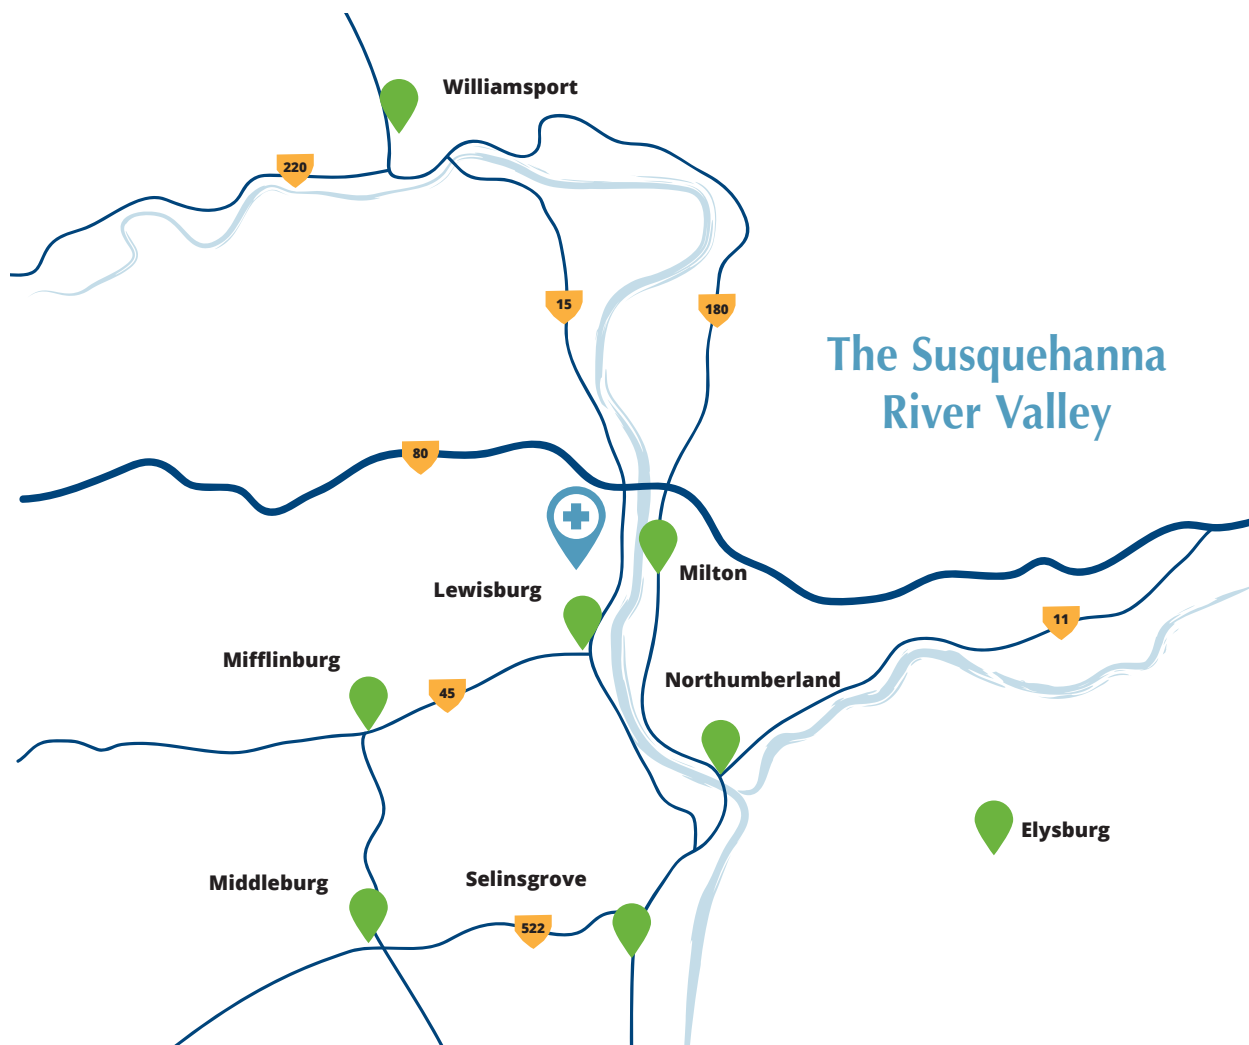 Williamsport
220
15
180
The Susquehanna
River Valley
80
Milton
Lewisburg
11
Mifflinburg
Northumberland
45
Elysburg
Selinsgrove
Middleburg
522